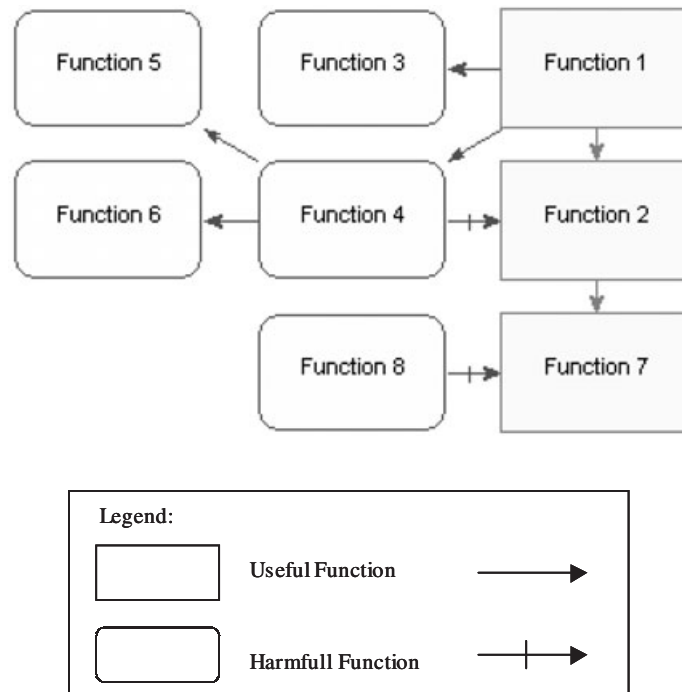 Function 5
Function 3
Function 1
Function 6
Function 4
Function 2
Function 8
Function 7
Legend:
Useful Function
Harmfull Function